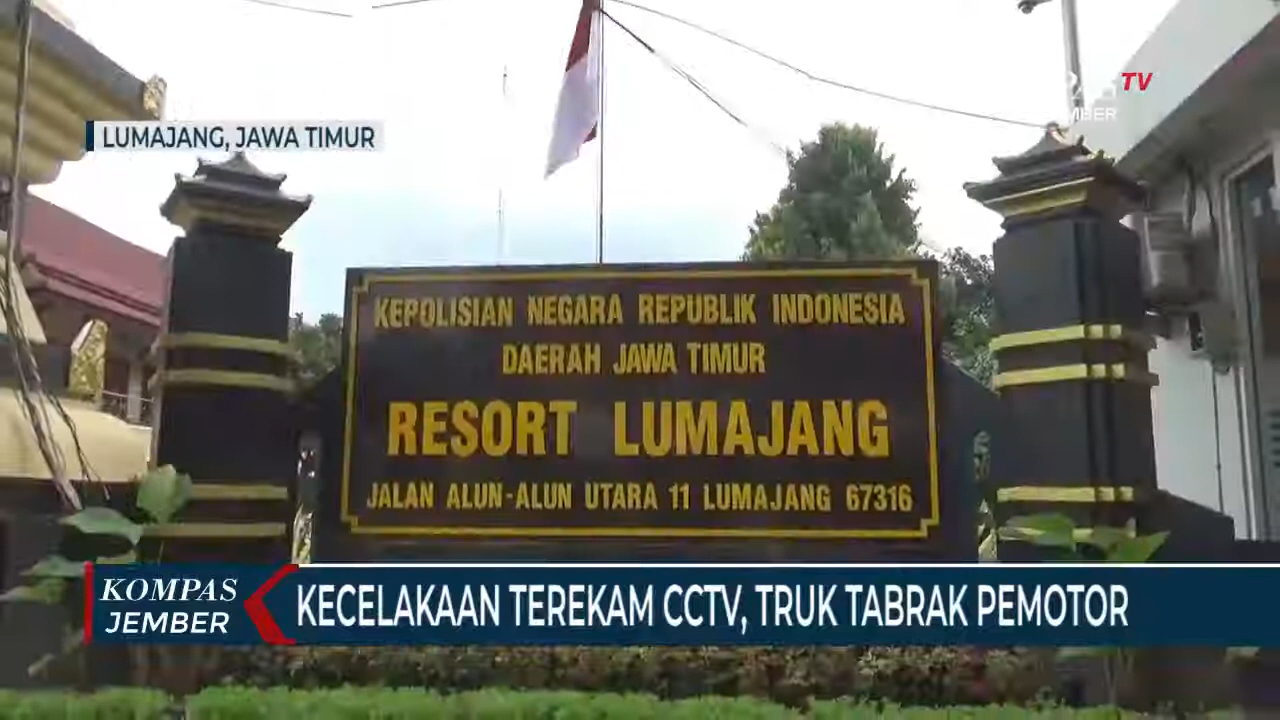 TV
LUMAJANG, JAWA TIMUR
KEPOLISIAN NEGARA REPUBLIK INDONESIA
DAERAH JAWA TIMUR
RESORT LUMAJANG
JALAN ALUN-ALUN UTARA 11 LUMAJANG 67316
KOMPAS
JEMBER
KECELAKAAN TEREKAM CCTV, TRUK TABRAK PEMOTOR